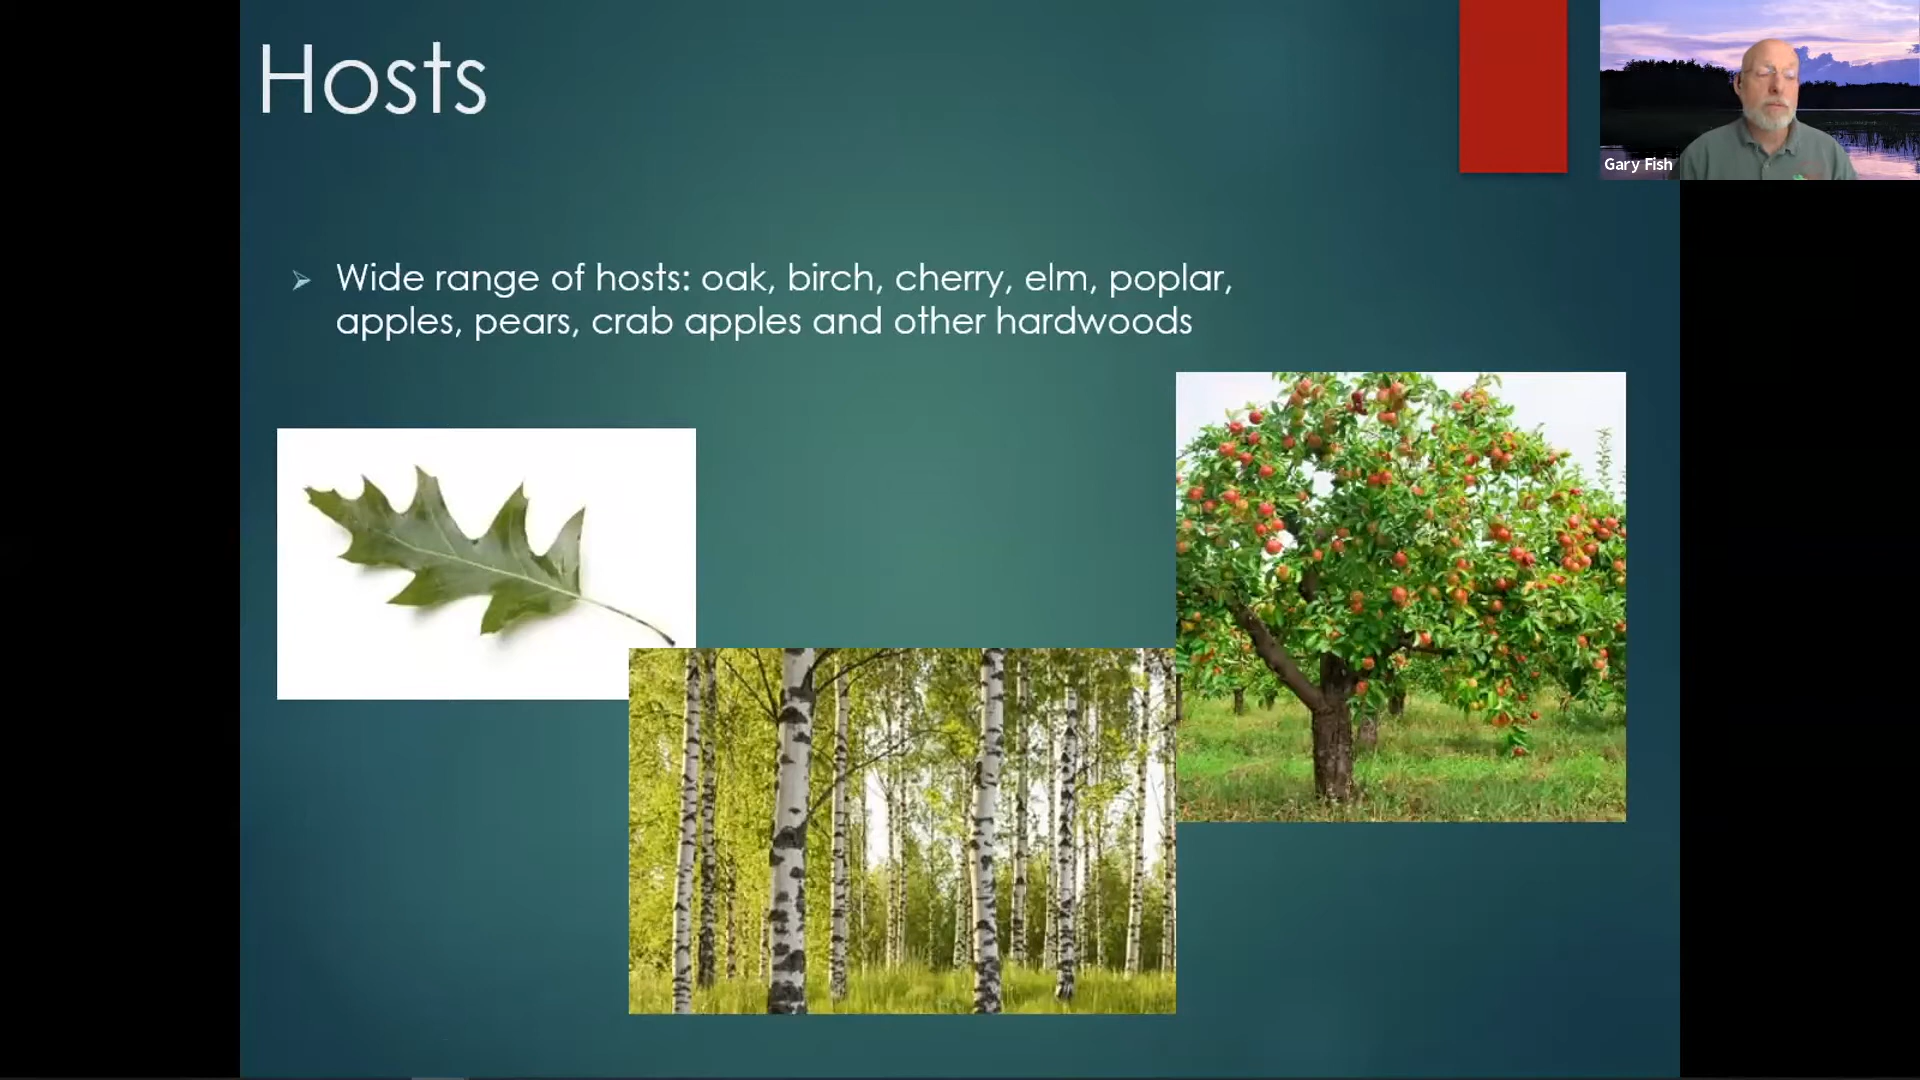 Hosts
Gary Fish
Wide range of hosts: oak, birch, cherry, elm, poplar,
apples, pears, crab apples and other hardwoods